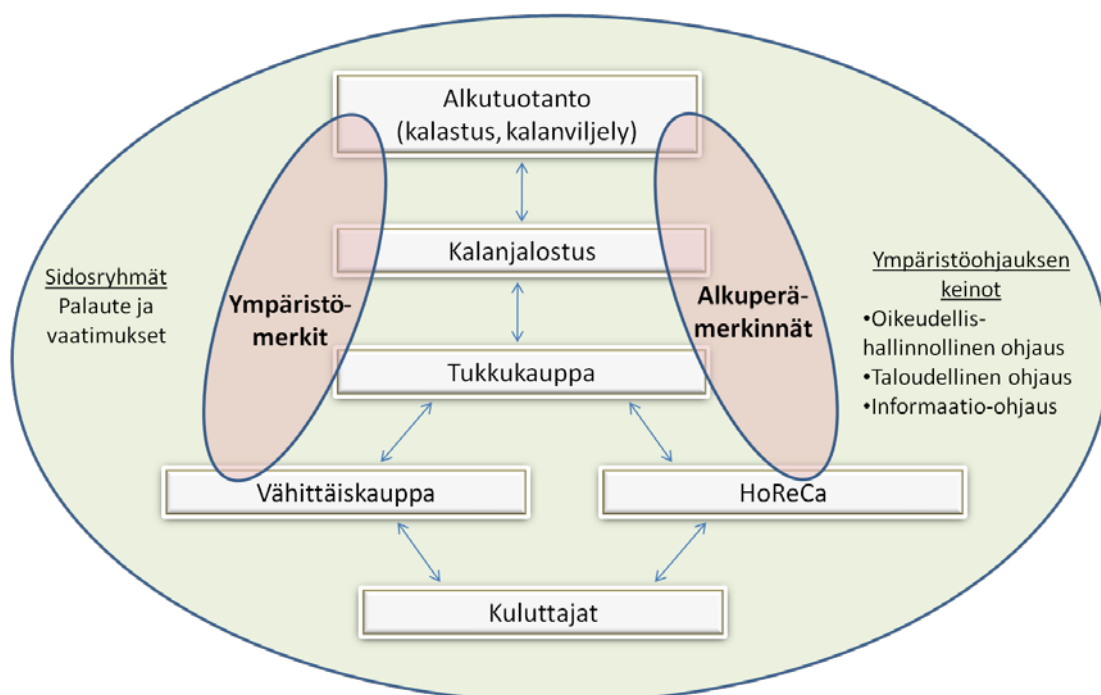 Alkutuotanto
(kalastus, kalanviljely)
Kalanjalostus
Sidosryhmät
Palaute ja
vaatimukset
Ympäristö-
merkit
Alkuperä-
merkinnät
Ympäristöohjauksen
keinot
•Oikeudellis-
hallinnollinen ohjaus
•Taloudellinen ohjaus
•Informaatio-ohjaus
Tukkukauppa
Vähittäiskauppa
HoReCa
Kuluttajat